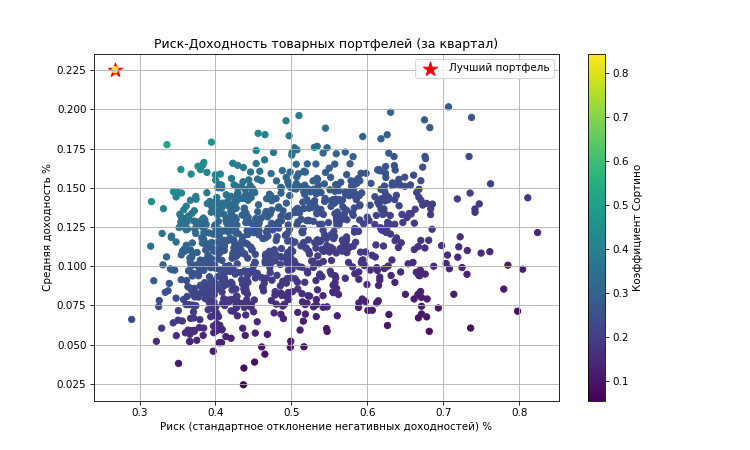 Риск-Доходность товарных портфелей (за квартал)
Лучший портфель
Средняя доходность %
0.225
0.200
0.175
0.150
0.125
0.100
0.075
0.050
0.025
0.3 0.4 0.5 0.6 0.7 0.8
Риск (стандартное отклонение негативных доходностей) %
0.8
0.7
0.6
0.5
0.4
0.3
0.2
0.1
Коэффициент Сортино